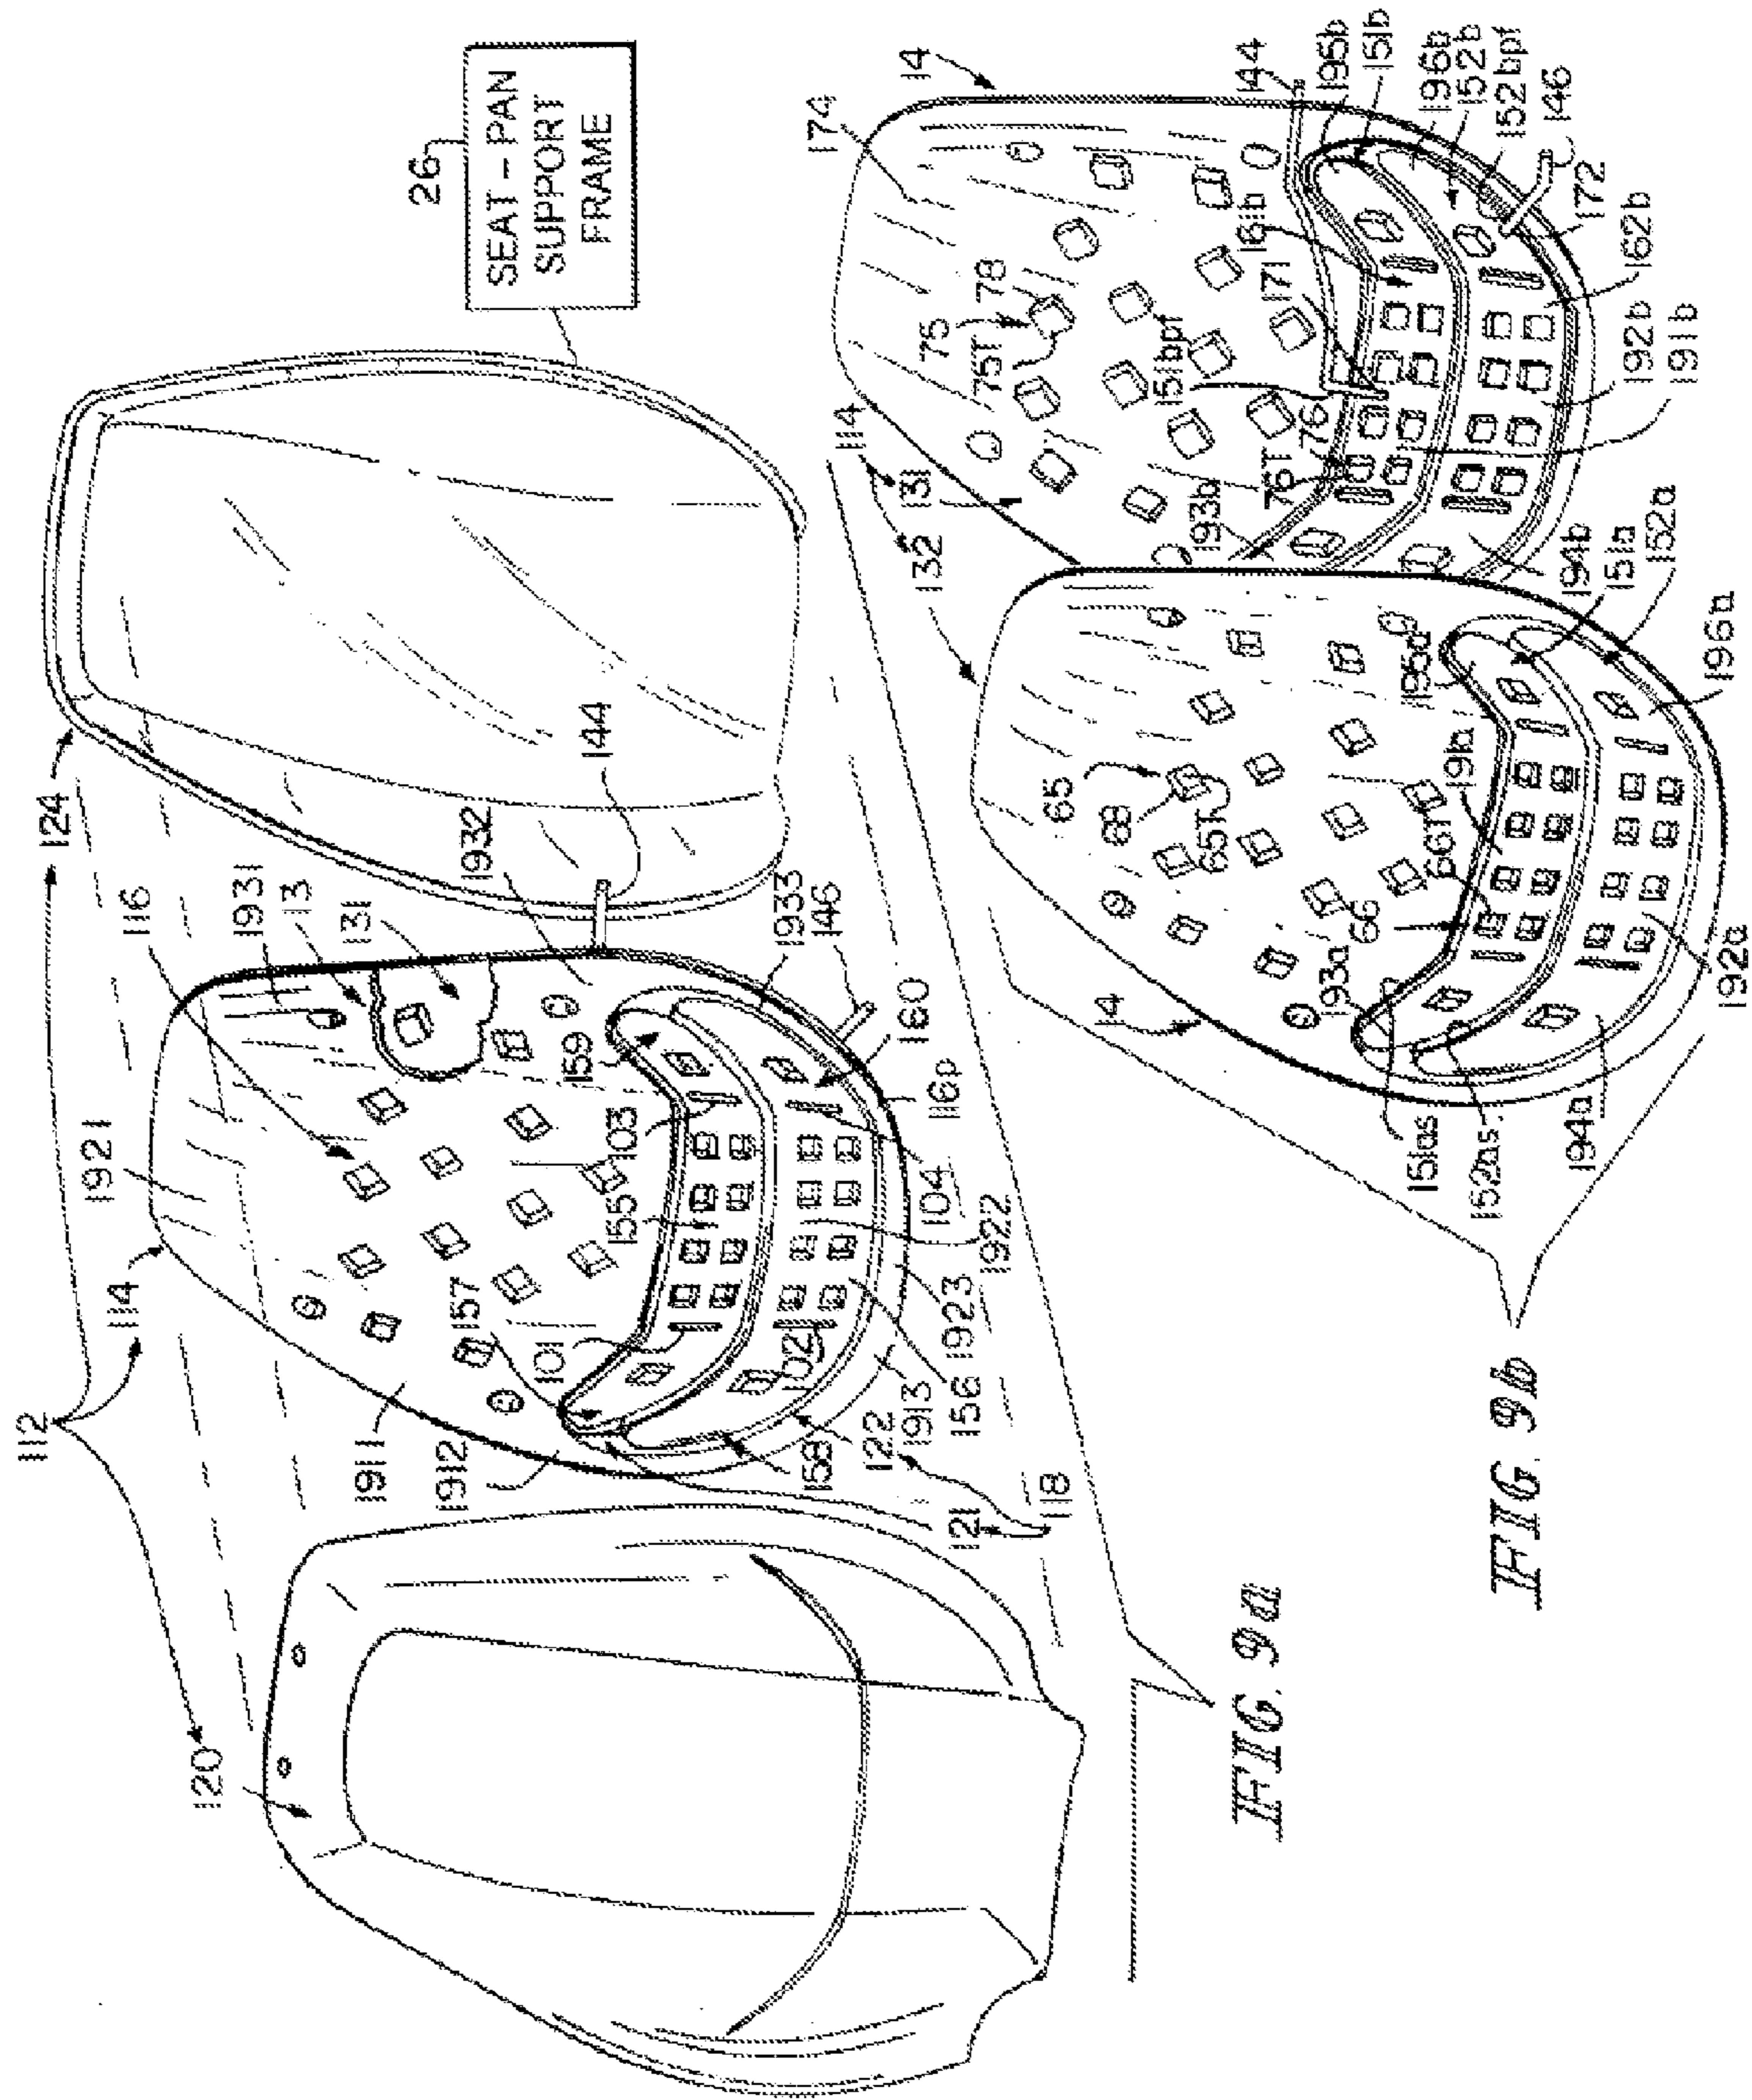 26
SEAT-PAN
SUPPORT
FRAME
124
112
114
120
116
1921
1931
13
131
1932
144
1933
146
159
160
116p
103
155
104
1922
157
101
102
1923
156
1913
122
158
1911
1912
121
118
FIG. 9a
174
14
144
195b
151b
196b
152b
152bpf
146
172
162b
192b
191b
161b
171
151bpf
75
75T
78
76
76T
114
131
132
193b
194b
151a
152a
196a
195a
65
68
65T
66
66T
191a
193a
14
151as
152as
194a
192a
FIG. 9b